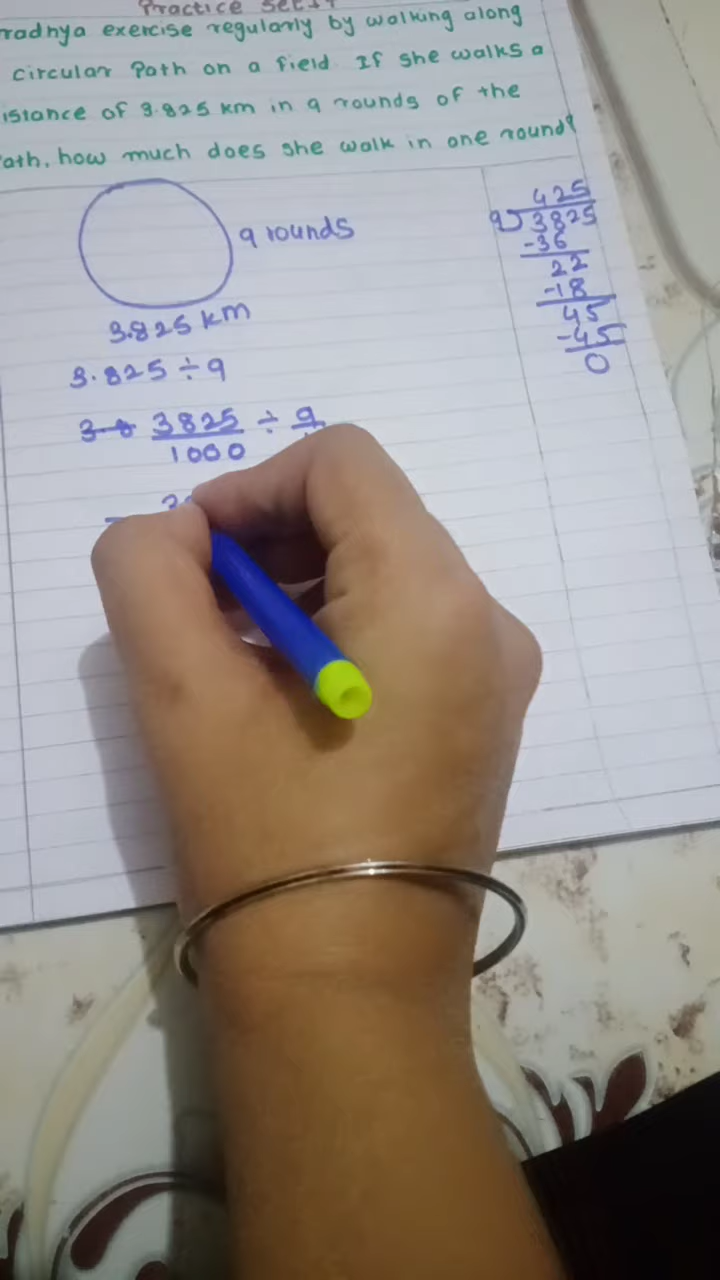 Practice Set
radnya exercise regularly by walking along
circular Path on a field. If she walks a
istance of 3.825 km in 9 rounds of the
ath, how much does she walk in one round?
9 rounds
3.825 km
3.825 ÷ 9
3825/1000 ÷ 9
425
9 3825
-36
22
-18
45
-45
0